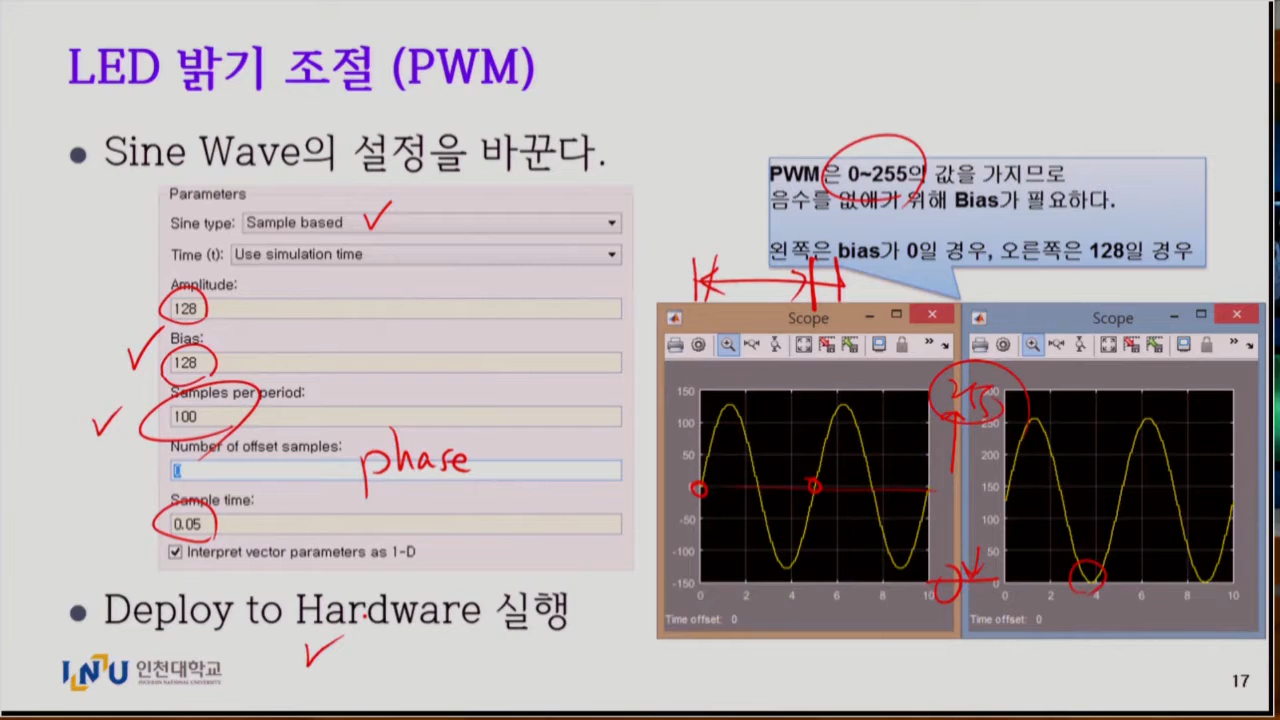 LED 밝기 조절 (PWM)
• Sine Wave의 설정을 바꾼다.
Parameters
Sine type: Sample based
Time (t): Use simulation time
Amplitude:
128
Bias:
128
Samples per period:
100
Number of offset samples:
0
phase
Sample time:
0.05
Interpret vector parameters as 1-D
• Deploy to Hardware 실행
PWM은 0~255의 값을 가지므로
음수를 없애기 위해 Bias가 필요하다.
왼쪽은 bias가 0일 경우, 오른쪽은 128일 경우
Scope
150
100
50
-50
-100
-150
0 2 4 6 8 10
Time offset: 0
255
0
Scope
300
250
200
150
100
50
0
0 2 4 6 8 10
Time offset: 0
INU 인천대학교
INCHEON NATIONAL UNIVERSITY
17